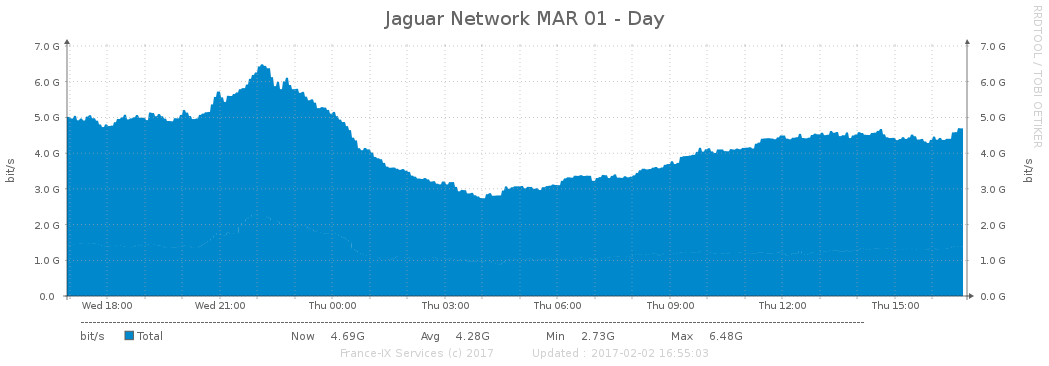 Jaguar Network MAR 01 - Day
RRDTOOL / TOBI OETIKER
bit/s
7.0 G
6.0 G
5.0 G
4.0 G
3.0 G
2.0 G
1.0 G
0.0
7.0 G
6.0 G
5.0 G
4.0 G
3.0 G
2.0 G
1.0 G
0.0 G
bit/s
Wed 18:00 Wed 21:00 Thu 00:00 Thu 03:00 Thu 06:00 Thu 09:00 Thu 12:00 Thu 15:00
bit/s Total Now 4.69G Avg 4.28G Min 2.73G Max 6.48G
France-IX Services (c) 2017 Updated : 2017-02-02 16:55:03